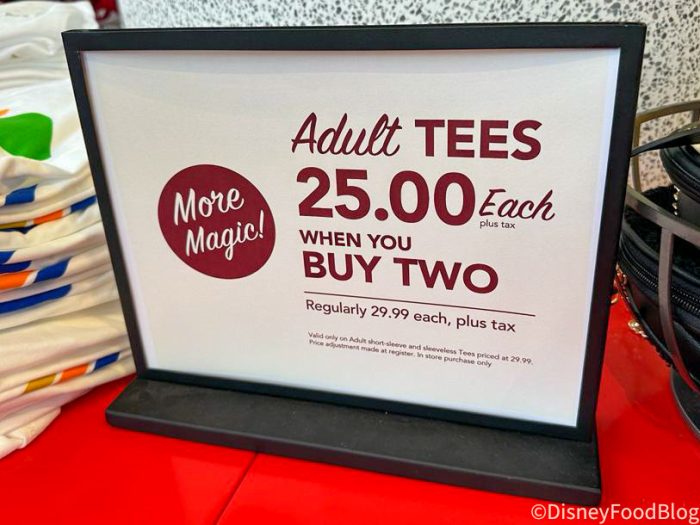 More
Magic!
Adult TEES
25.00 Each
plus tax
WHEN YOU
BUY TWO
Regularly 29.99 each, plus tax
Valid only on Adult short-sleeve and sleeveless Tees priced at 29.99.
Price adjustment made at register. In store purchase only.
©DisneyFoodBlog